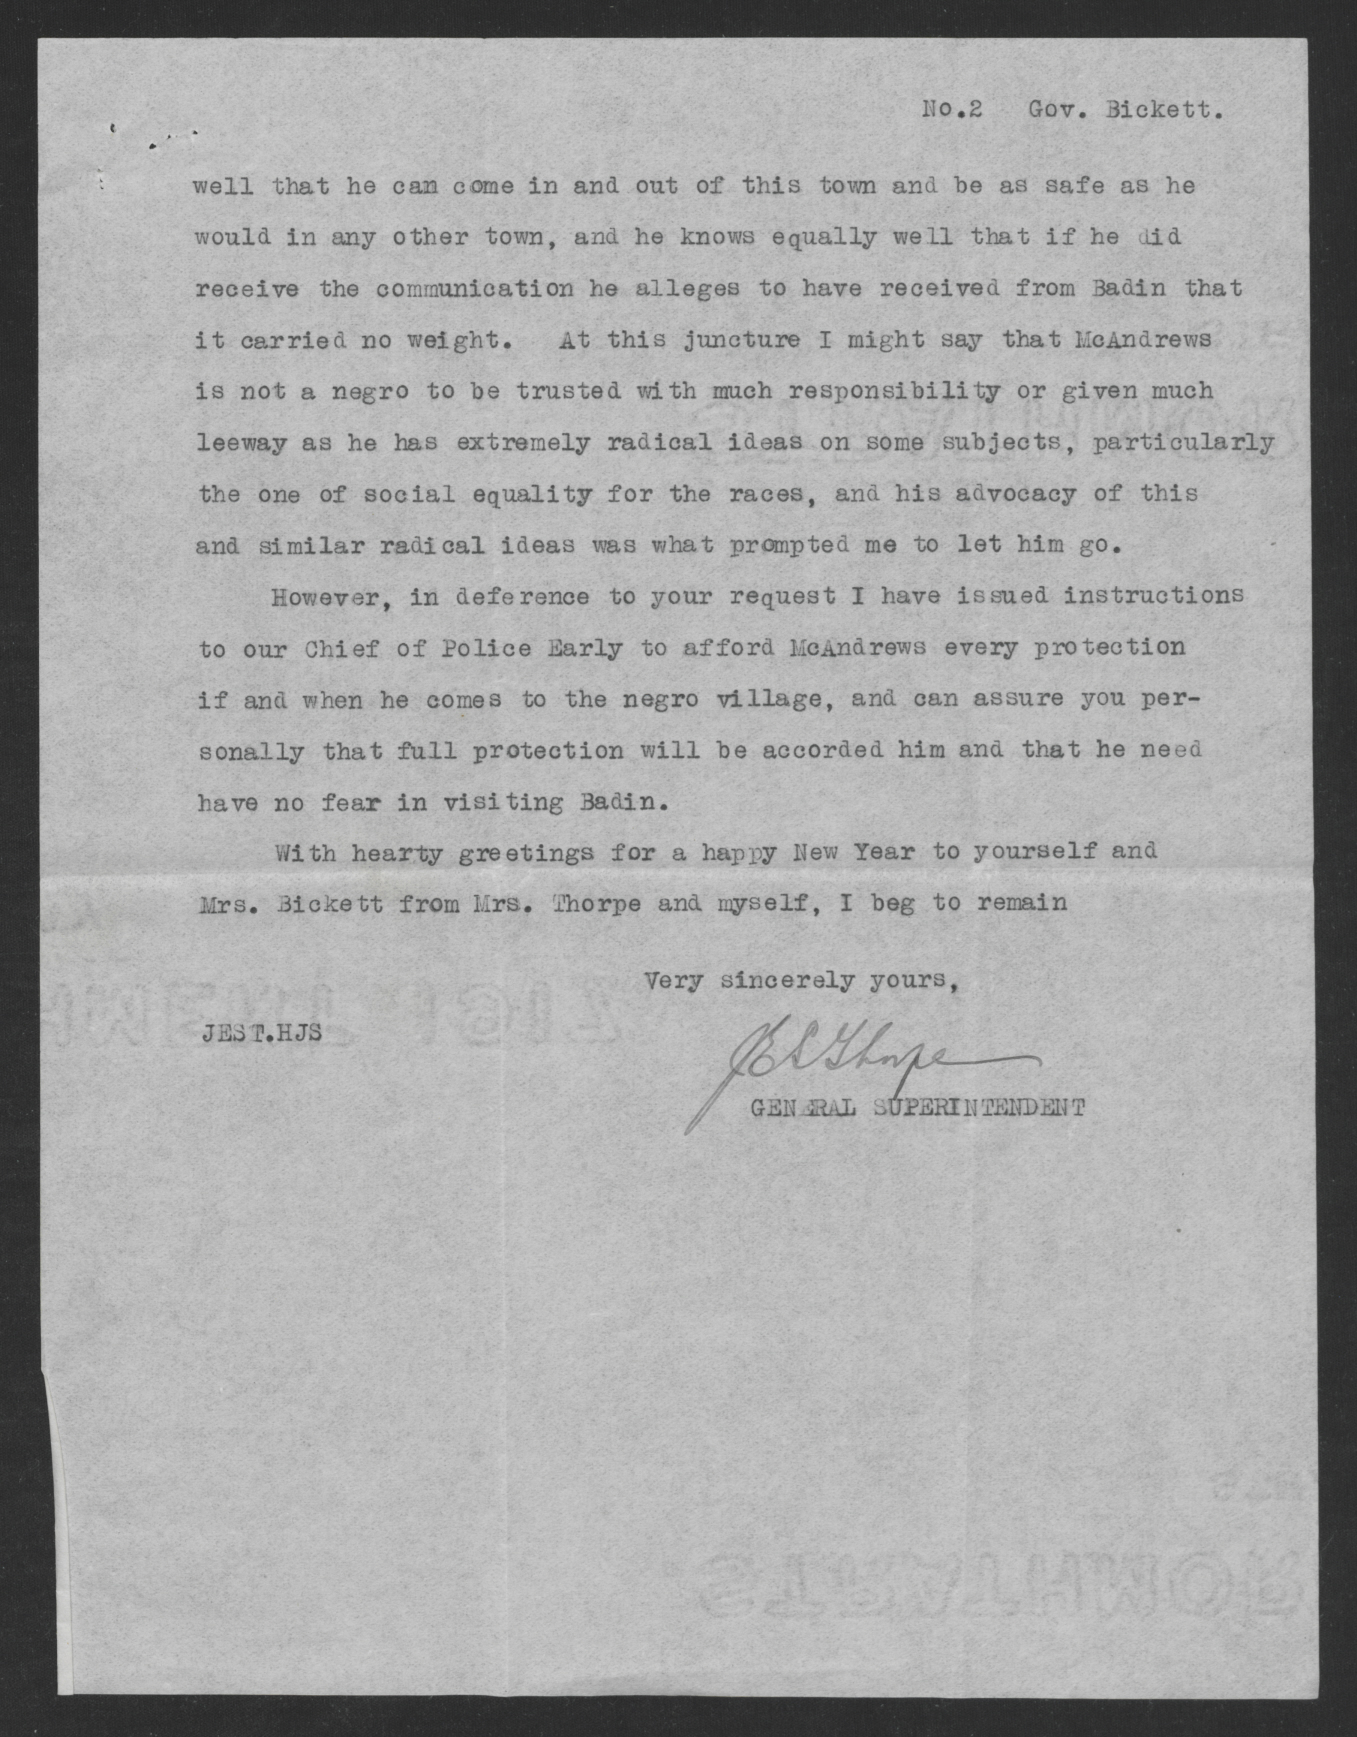 No.2 Gov. Bickett.
well that he can come in and out of this town and be as safe as he
would in any other town, and he knows equally well that if he did
receive the communication he alleges to have received from Badin that
it carried no weight. At this juncture I might say that McAndrews
is not a negro to be trusted with much responsibility or given much
leeway as he has extremely radical ideas on some subjects, particularly
the one of social equality for the races, and his advocacy of this
and similar radical ideas was what prompted me to let him go.
However, in deference to your request I have issued instructions
to our Chief of Police Early to afford McAndrews every protection
if and when he comes to the negro village, and can assure you per-
sonally that full protection will be accorded him and that he need
have no fear in visiting Badin.
With hearty greetings for a happy New Year to yourself and
Mrs. Bickett from Mrs. Thorpe and myself, I beg to remain
Very sincerely yours,
JEST.HJS
JES Thorpe
GENERAL SUPERINTENDENT